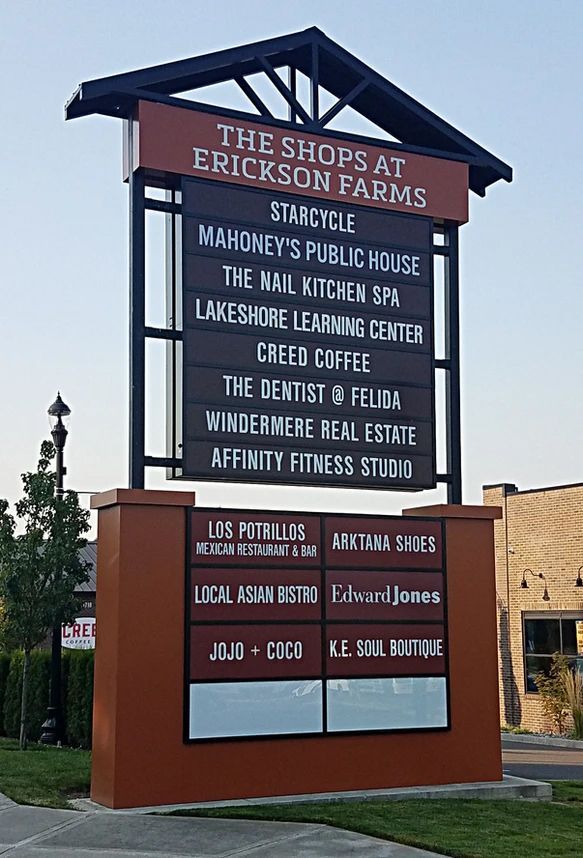 THE SHOPS AT
ERICKSON FARMS
STARCYCLE
MAHONEY'S PUBLIC HOUSE
THE NAIL KITCHEN SPA
LAKESHORE LEARNING CENTER
CREED COFFEE
THE DENTIST @ FELIDA
WINDERMERE REAL ESTATE
AFFINITY FITNESS STUDIO
LOS POTRILLOS
MEXICAN RESTAURANT & BAR
ARKTANA SHOES
LOCAL ASIAN BISTRO
Edward Jones
JOJO + COCO
K.E. SOUL BOUTIQUE
CREE
COFFEE